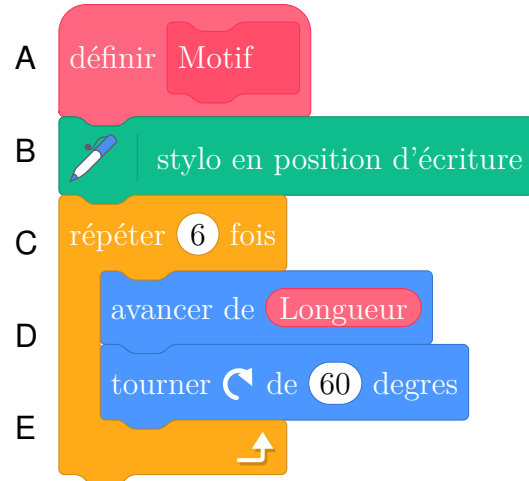 A définir Motif
B stylo en position d'écriture
C répéter 6 fois
avancer de Longueur
D
tourner de 60 degres
E